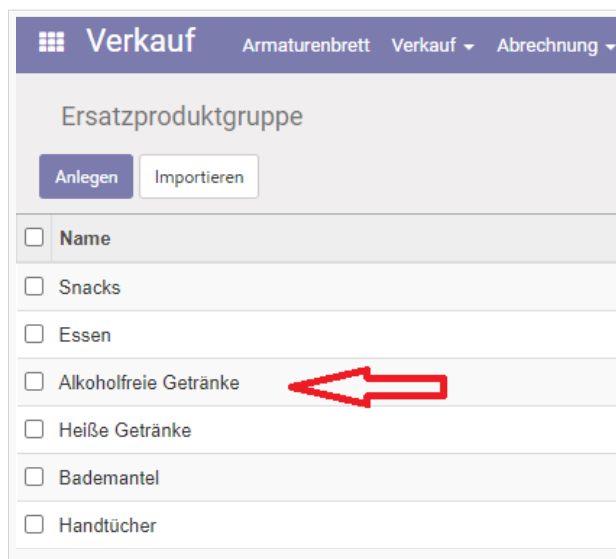 Verkauf Armaturenbrett Verkauf Abrechnung
Ersatzproduktgruppe
Anlegen Importieren
Name
Snacks
Essen
Alkoholfreie Getränke
Heiße Getränke
Bademantel
Handtücher